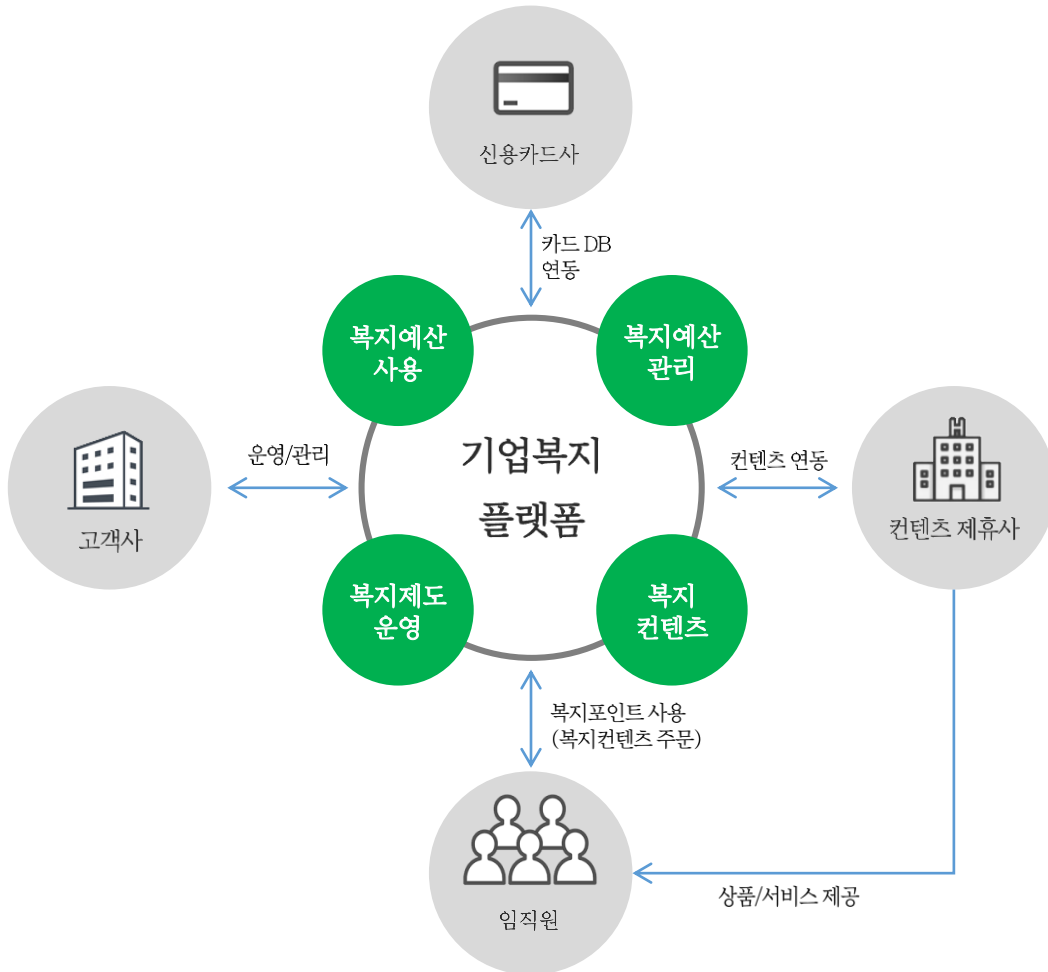 신용카드사
카드 DB
연동
복지예산
사용
복지예산
관리
운영/관리
기업복지
플랫폼
컨텐츠 연동
고객사
컨텐츠 제휴사
복지제도
운영
복지
컨텐츠
복지포인트 사용
(복지컨텐츠 주문)
상품/서비스 제공
임직원